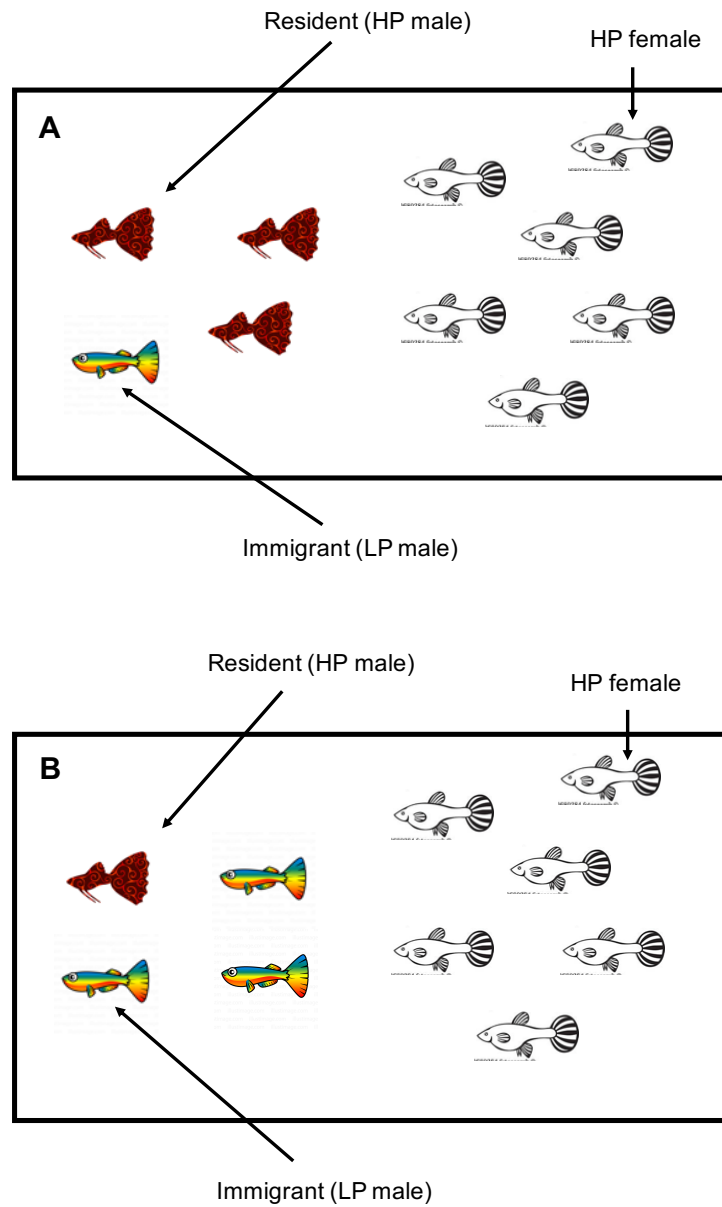 Resident (HP male)
HP female
A
Immigrant (LP male)
Resident (HP male)
HP female
B
Immigrant (LP male)